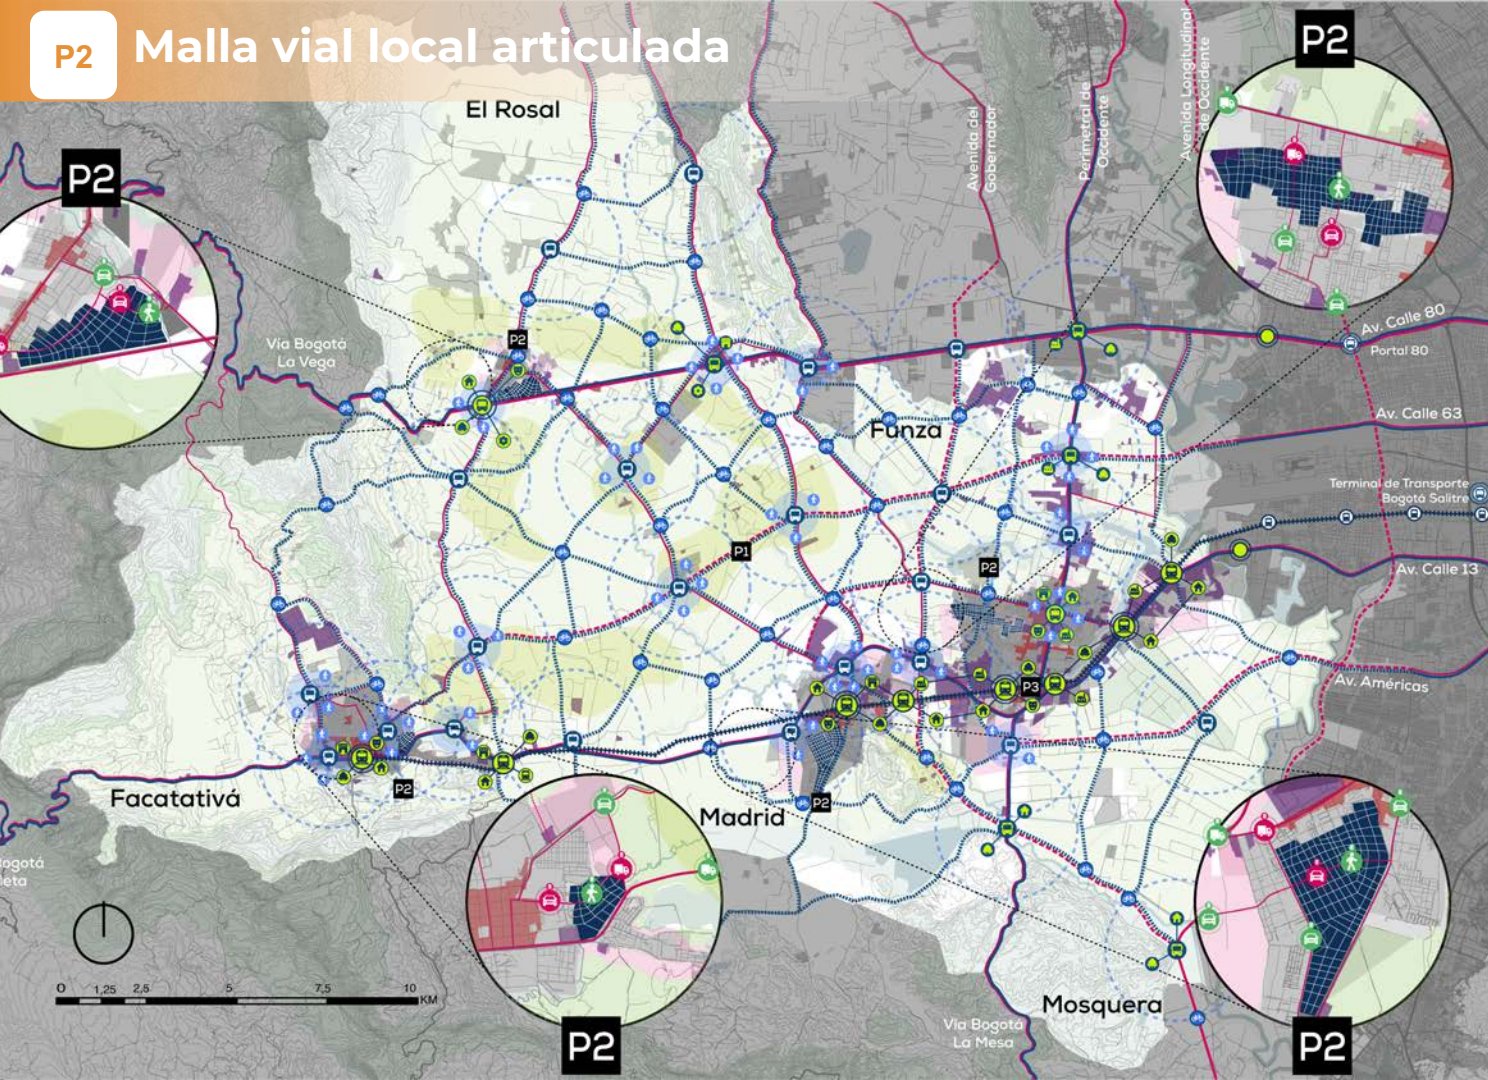 P2
Malla vial local articulada
P2
P2
El Rosal
Avenida del
Gobernador
Perimetral de
Occidente
Avenida Longitudinal
de Occidente
Vía Bogotá
La Vega
P2
Av. Calle 80
Portal 80
Av. Calle 63
Funza
Terminal de Transporte
Bogotá Salitre
P1
P2
Av. Calle 13
Av. Américas
P3
Facatativá
P2
P2
Madrid
Mosquera
Vía Bogotá
La Mesa
0 1,25 2,5 5 7,5 10
KM
P2
P2